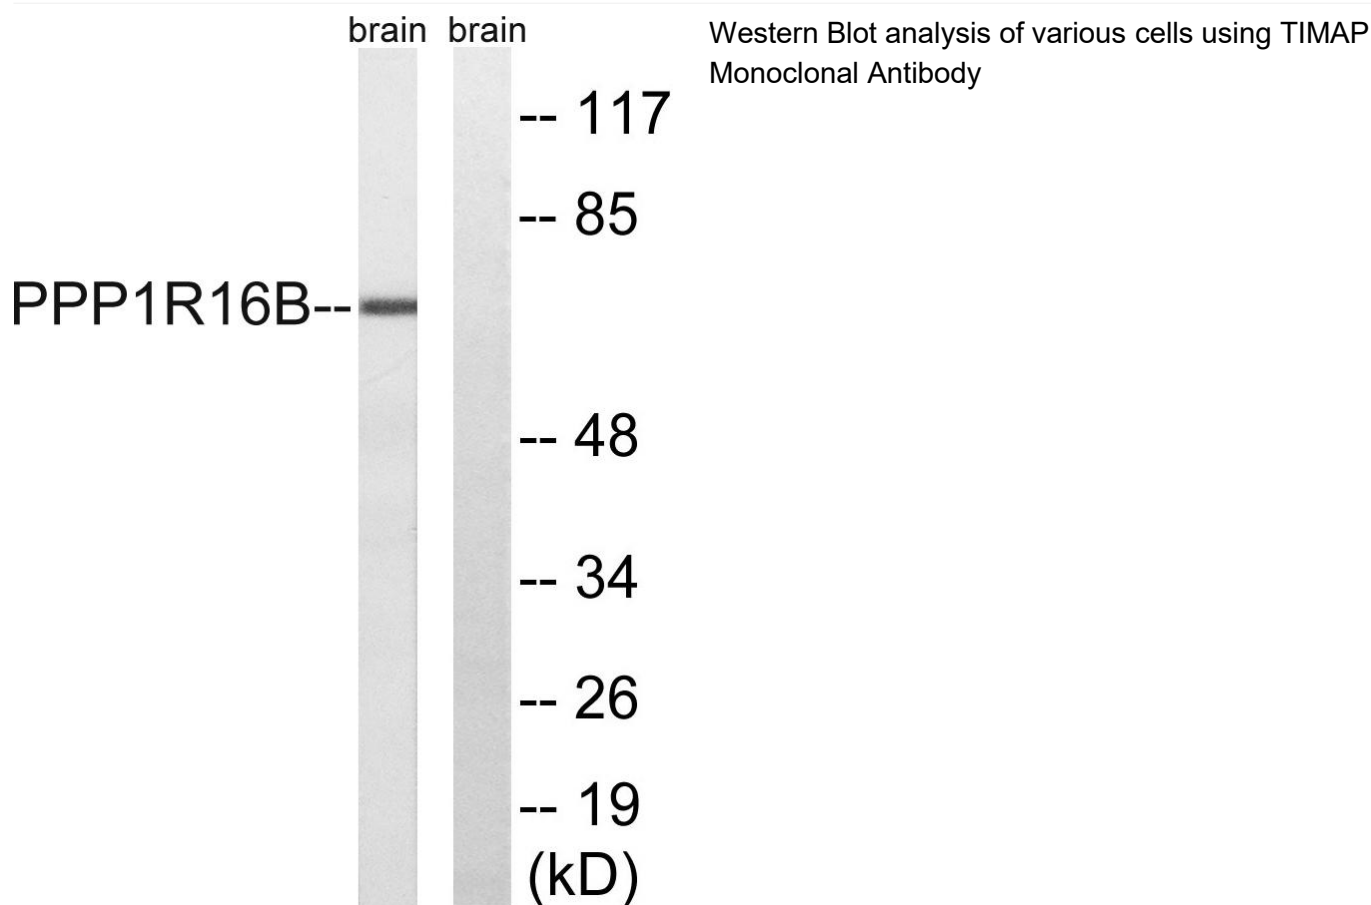 brain brain
Western Blot analysis of various cells using TIMAP
Monoclonal Antibody
-- 117
-- 85
PPP1R16B--
-- 48
-- 34
-- 26
-- 19
(kD)